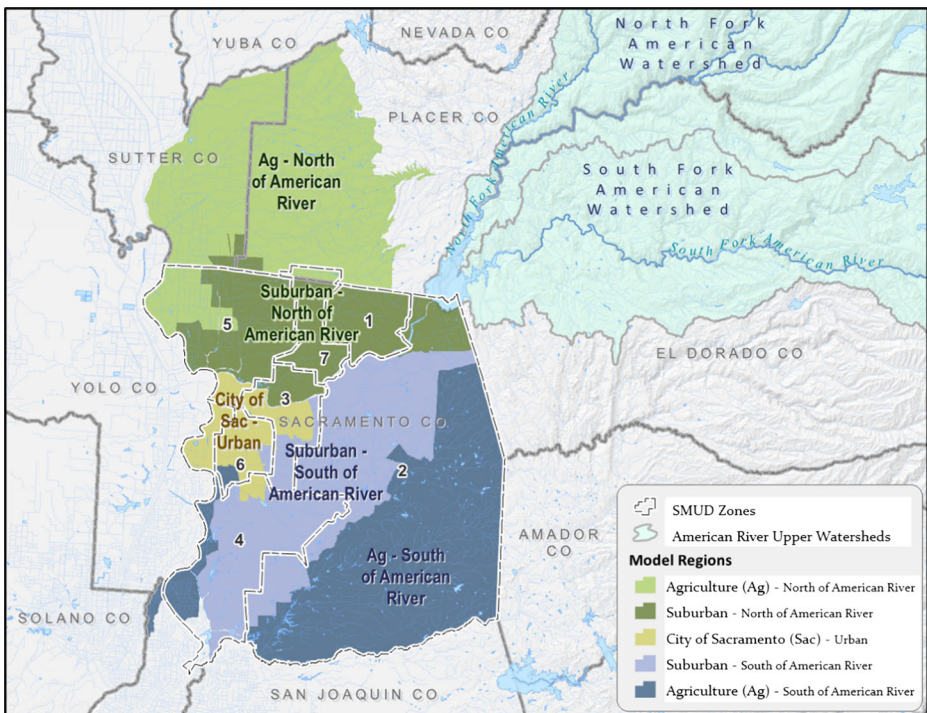 NEVADA CO
YUBA CO
North Fork
American
Watershed
PLACER CO
SUTTER CO
Ag - North
of American
River
North Fork American River
South Fork
American
Watershed
South Fork American River
Suburban -
North of
American River
1
5
7
EL DORADO CO
YOLO CO
City of
Sac -
Urban
3
SACRAMENTO CO
Suburban -
South of
American River
6
2
4
AMADOR
CO
Ag - South
of American
River
SOLANO CO
SAN JOAQUIN CO
SMUD Zones
American River Upper Watersheds
Model Regions
Agriculture (Ag) - North of American River
Suburban - North of American River
City of Sacramento (Sac) - Urban
Suburban - South of American River
Agriculture (Ag) - South of American River